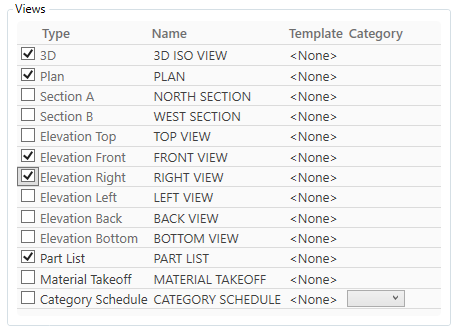 Views
Type Name Template Category
3D 3D ISO VIEW <None>
Plan PLAN <None>
Section A NORTH SECTION <None>
Section B WEST SECTION <None>
Elevation Top TOP VIEW <None>
Elevation Front FRONT VIEW <None>
Elevation Right RIGHT VIEW <None>
Elevation Left LEFT VIEW <None>
Elevation Back BACK VIEW <None>
Elevation Bottom BOTTOM VIEW <None>
Part List PART LIST <None>
Material Takeoff MATERIAL TAKEOFF <None>
Category Schedule CATEGORY SCHEDULE <None>